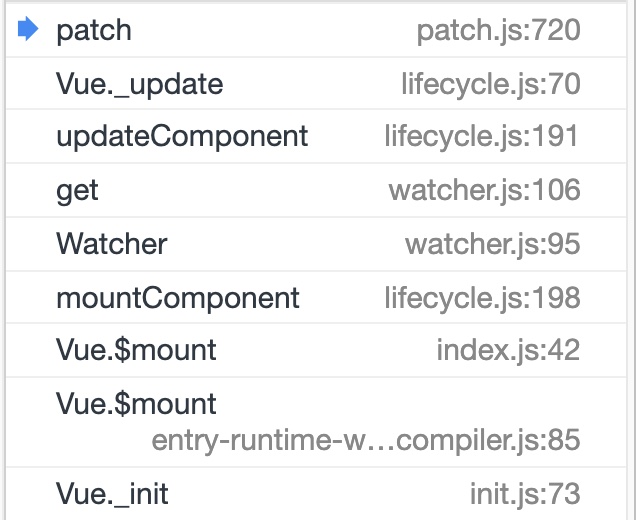 patch patch.js:720
Vue._update lifecycle.js:70
updateComponent lifecycle.js:191
get watcher.js:106
Watcher watcher.js:95
mountComponent lifecycle.js:198
Vue.$mount index.js:42
Vue.$mount
entry-runtime-w…compiler.js:85
Vue._init init.js:73